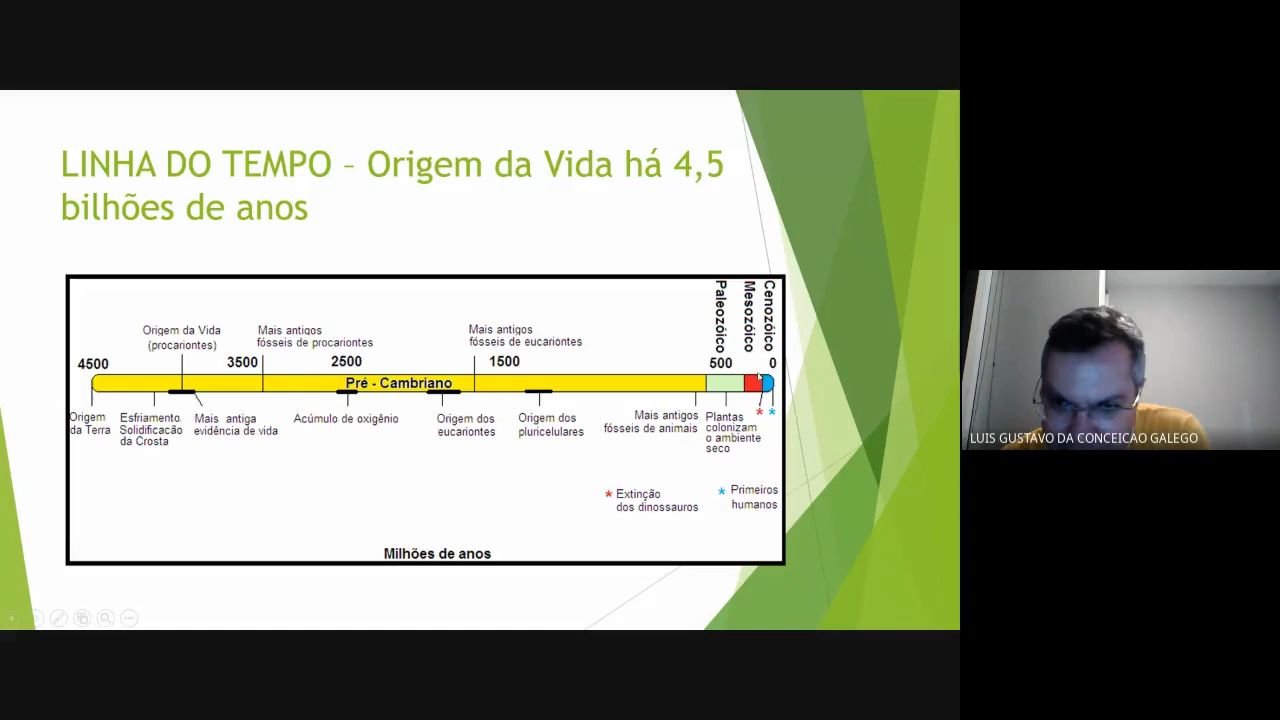 LINHA DO TEMPO – Origem da Vida há 4,5
bilhões de anos
Paleozóico
Mesozóico
Cenozóico
Origem da Vida
(procariontes)
Mais antigos
fósseis de procariontes
Mais antigos
fósseis de eucariontes
4500 3500 2500 1500 500 0
Pré - Cambriano
Origem
da Terra
Esfriamento
Solidificação
da Crosta
Mais antiga
evidência de vida
Acúmulo de oxigênio
Origem dos
eucariontes
Origem dos
pluricelulares
Mais antigos
fósseis de animais
Plantas
colonizam
o ambiente
seco
* *
* Extinção
dos dinossauros
* Primeiros
humanos
Milhões de anos
LUIS GUSTAVO DA CONCEICAO GALEGO